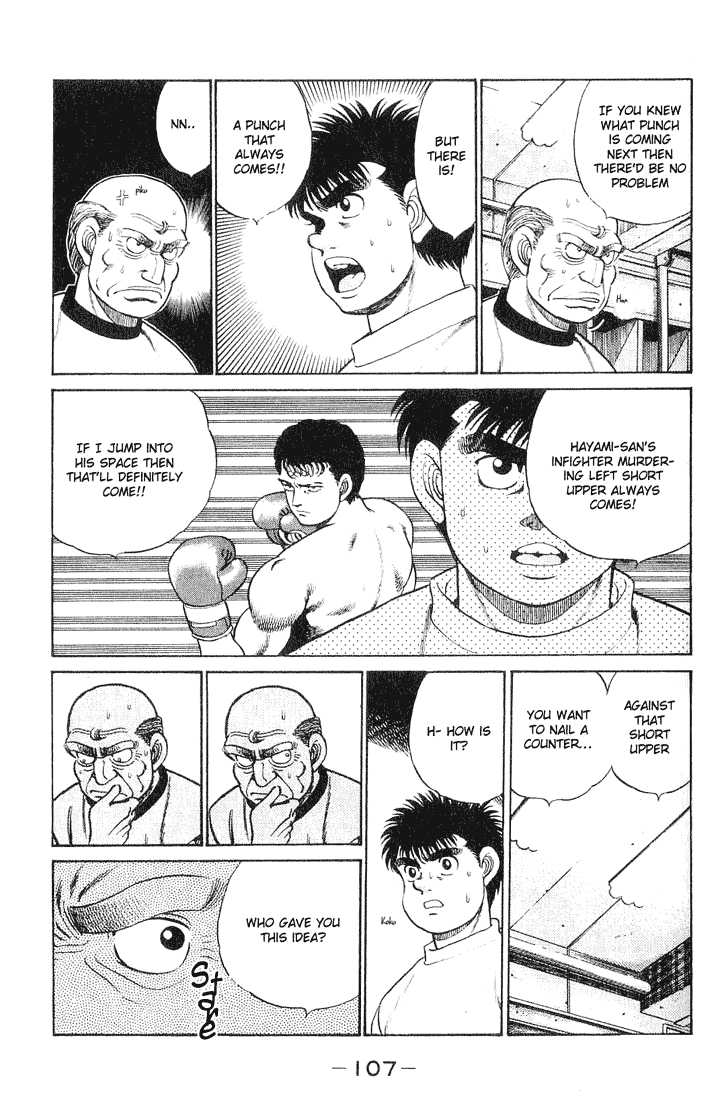 IF YOU KNEW
WHAT PUNCH
IS COMING
NEXT THEN
THERE'D BE NO
PROBLEM
Hnn
BUT
THERE
IS!
A PUNCH
THAT
ALWAYS
COMES!!
NN..
pku
HAYAMI-SAN'S
INFIGHTER MURDER-
ING LEFT SHORT
UPPER ALWAYS
COMES!
IF I JUMP INTO
HIS SPACE THEN
THAT'LL DEFINITELY
COME!!
AGAINST
THAT
SHORT
UPPER
YOU WANT
TO NAIL A
COUNTER...
H- HOW IS
IT?
Koku
WHO GAVE YOU
THIS IDEA?
Stare
-107-